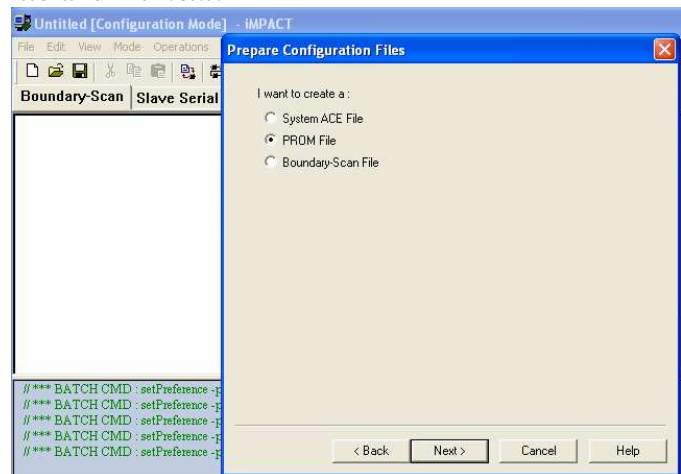 Untitled [Configuration Mode] - iMPACT
File Edit View Mode Operations
Prepare Configuration Files
Boundary-Scan Slave Serial
I want to create a :
System ACE File
PROM File
Boundary-Scan File
// *** BATCH CMD : setPreference -p
// *** BATCH CMD : setPreference -p
// *** BATCH CMD : setPreference -p
// *** BATCH CMD : setPreference -p
// *** BATCH CMD : setPreference -p
< Back Next > Cancel Help